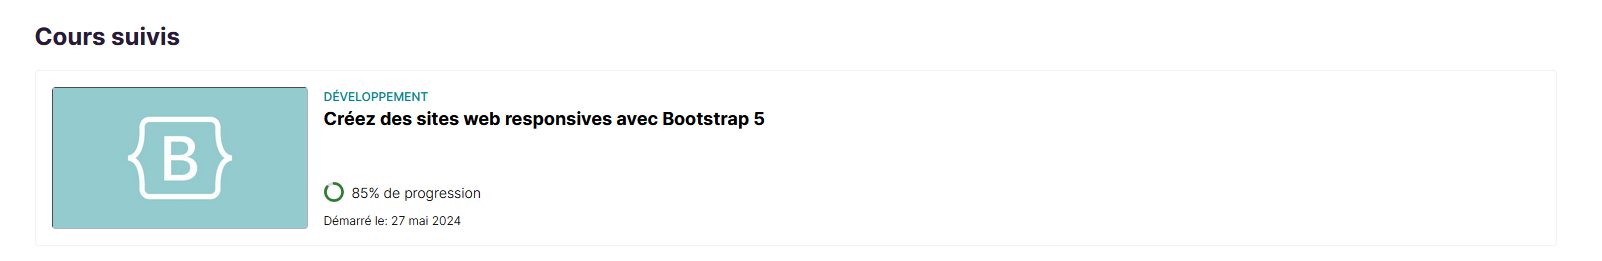 Cours suivis
DÉVELOPPEMENT
Créez des sites web responsives avec Bootstrap 5
{B}
85% de progression
Démarré le: 27 mai 2024